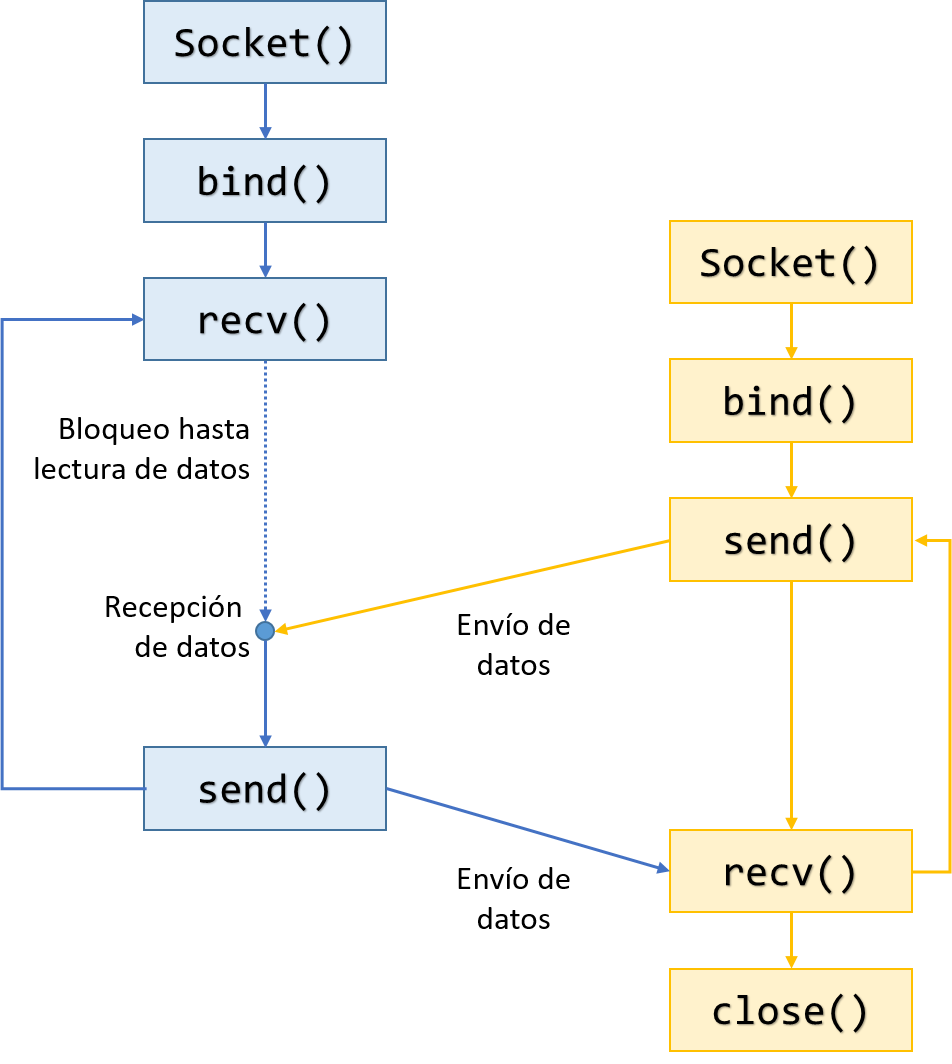 Socket()
bind()
recv()
Bloqueo hasta
lectura de datos
Recepción
de datos
send()
Socket()
bind()
send()
Envío de
datos
Envío de
datos
recv()
close()